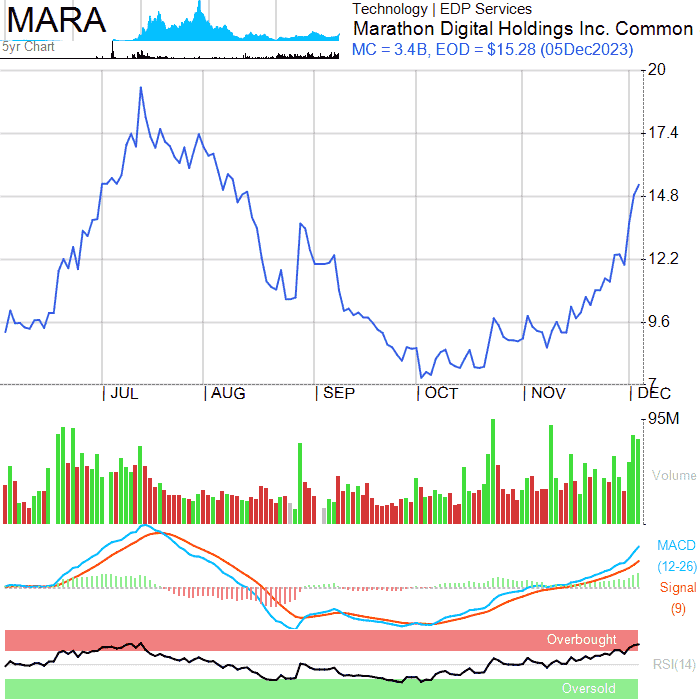 MARA
5yr Chart
Technology | EDP Services
Marathon Digital Holdings Inc. Common
MC = 3.4B, EOD = $15.28 (05Dec2023)
20
17.4
14.8
12.2
9.6
7
JUL AUG SEP OCT NOV DEC
95M
Volume
MACD
(12-26)
Signal
(9)
Overbought
RSI(14)
Oversold